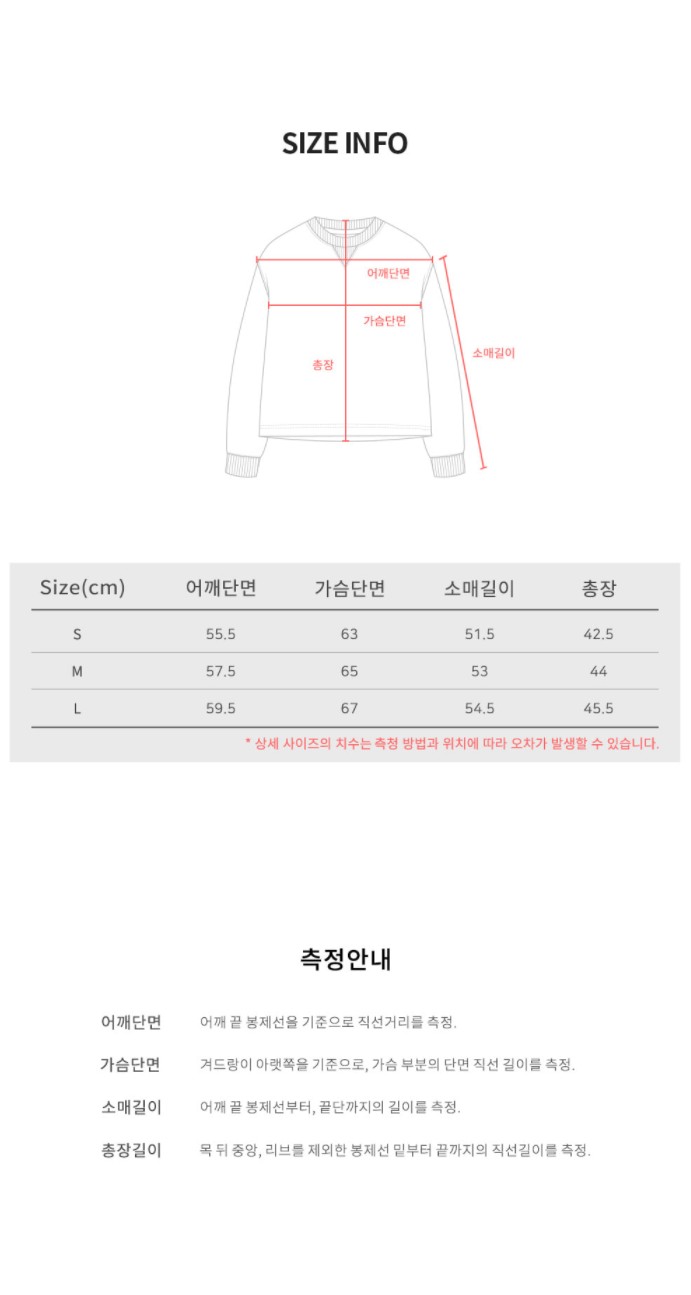 SIZE INFO
어깨단면
가슴단면
총장
소매길이
Size(cm) 어깨단면 가슴단면 소매길이 총장
S 55.5 63 51.5 42.5
M 57.5 65 53 44
L 59.5 67 54.5 45.5
* 상세 사이즈의 치수는 측정 방법과 위치에 따라 오차가 발생할 수 있습니다.
측정안내
어깨단면 어깨 끝 봉제선을 기준으로 직선거리를 측정.
가슴단면 겨드랑이 아랫쪽을 기준으로, 가슴 부분의 단면 직선 길이를 측정.
소매길이 어깨 끝 봉제선부터, 끝단까지의 길이를 측정.
총장길이 목 뒤 중앙, 리브를 제외한 봉제선 밑부터 끝까지의 직선길이를 측정.